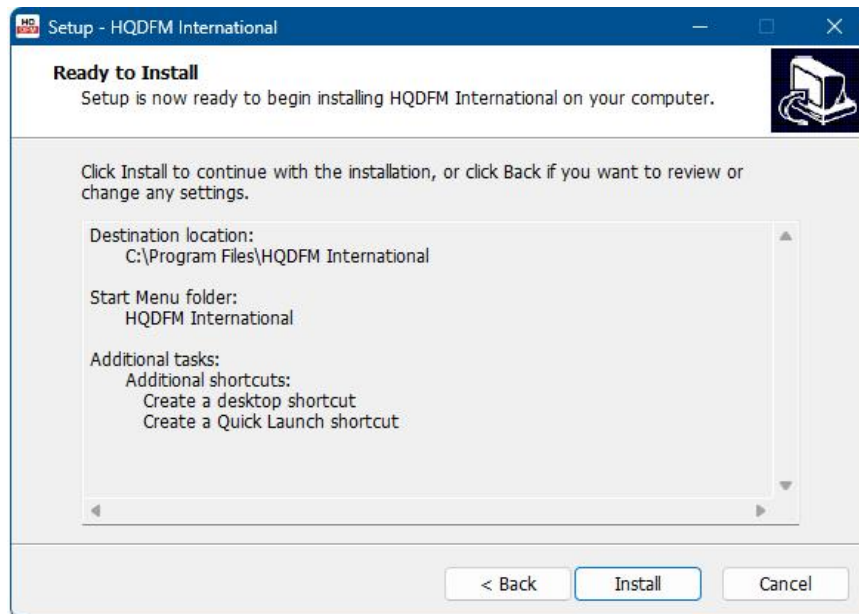 HQ
DFM
Setup - HQDFM International
Ready to Install
Setup is now ready to begin installing HQDFM International on your computer.
Click Install to continue with the installation, or click Back if you want to review or
change any settings.
Destination location:
C:\Program Files\HQDFM International
Start Menu folder:
HQDFM International
Additional tasks:
Additional shortcuts:
Create a desktop shortcut
Create a Quick Launch shortcut
< Back
Install
Cancel